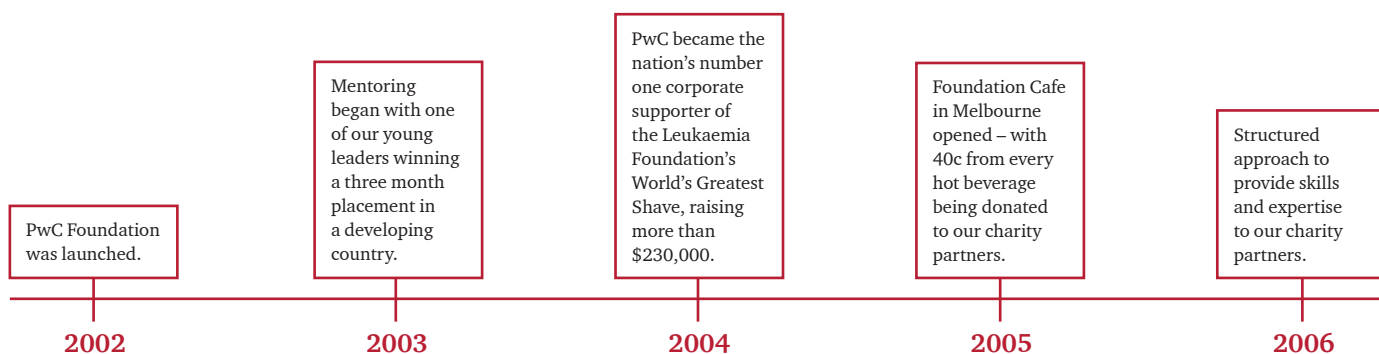 PwC Foundation
was launched.
Mentoring
began with one
of our young
leaders winning
a three month
placement in
a developing
country.
PwC became the
nation’s number
one corporate
supporter of
the Leukaemia
Foundation’s
World’s Greatest
Shave, raising
more than
$230,000.
Foundation Cafe
in Melbourne
opened – with
40c from every
hot beverage
being donated
to our charity
partners.
Structured
approach to
provide skills
and expertise
to our charity
partners.
2002
2003
2004
2005
2006